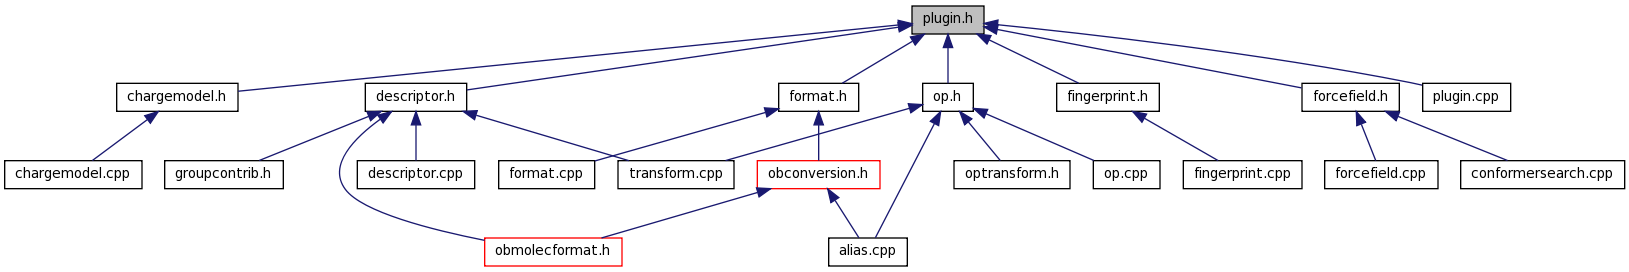 plugin.h
chargemodel.h
descriptor.h
format.h
op.h
fingerprint.h
forcefield.h
plugin.cpp
chargemodel.cpp
groupcontrib.h
descriptor.cpp
format.cpp
transform.cpp
obconversion.h
optransform.h
op.cpp
fingerprint.cpp
forcefield.cpp
conformersearch.cpp
obmolecformat.h
alias.cpp